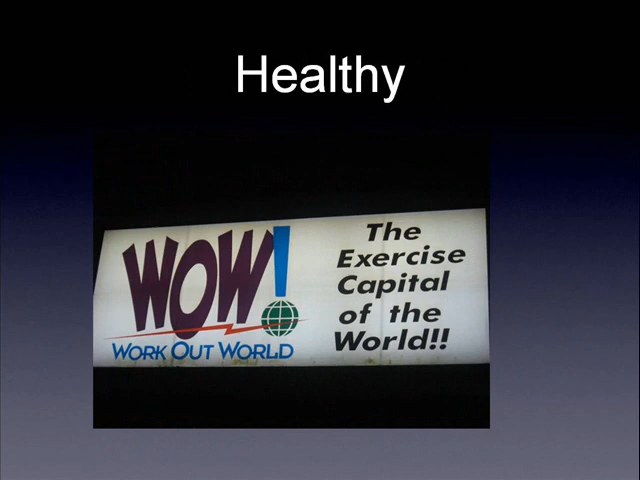 Healthy
WOW!
WORK OUT WORLD
The
Exercise
Capital
of the
World!!